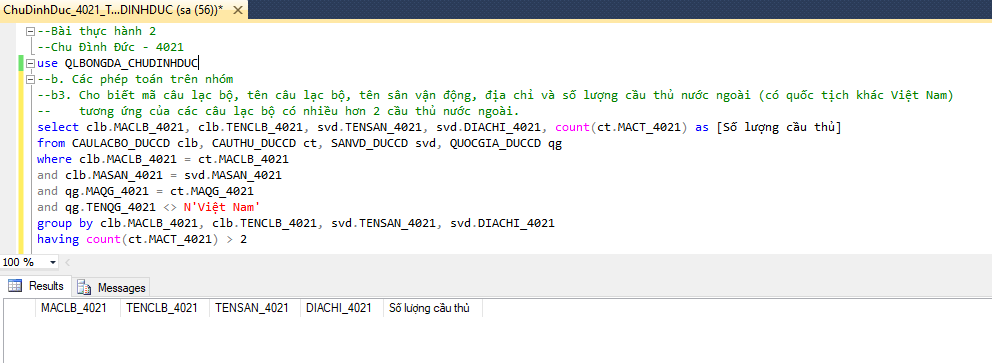 ChuDinhDuc_4021_T...DINHDUC (sa (56))*
--Bài thực hành 2
--Chu Đình Đức - 4021
use QLBONGDA_CHUDINHDUC
--b. Các phép toán trên nhóm
--b3. Cho biết mã câu lạc bộ, tên câu lạc bộ, tên sân vận động, địa chỉ và số lượng cầu thủ nước ngoài (có quốc tịch khác Việt Nam)
--    tương ứng của các câu lạc bộ có nhiều hơn 2 cầu thủ nước ngoài.
select clb.MACLB_4021, clb.TENCLB_4021, svd.TENSAN_4021, svd.DIACHI_4021, count(ct.MACT_4021) as [Số lượng cầu thủ]
from CAULACBO_DUCCD clb, CAUTHU_DUCCD ct, SANVD_DUCCD svd, QUOCGIA_DUCCD qg
where clb.MACLB_4021 = ct.MACLB_4021
and clb.MASAN_4021 = svd.MASAN_4021
and qg.MAQG_4021 = ct.MAQG_4021
and qg.TENQG_4021 <> N'Việt Nam'
group by clb.MACLB_4021, clb.TENCLB_4021, svd.TENSAN_4021, svd.DIACHI_4021
having count(ct.MACT_4021) > 2
100 %
Results Messages
MACLB_4021 TENCLB_4021 TENSAN_4021 DIACHI_4021 Số lượng cầu thủ